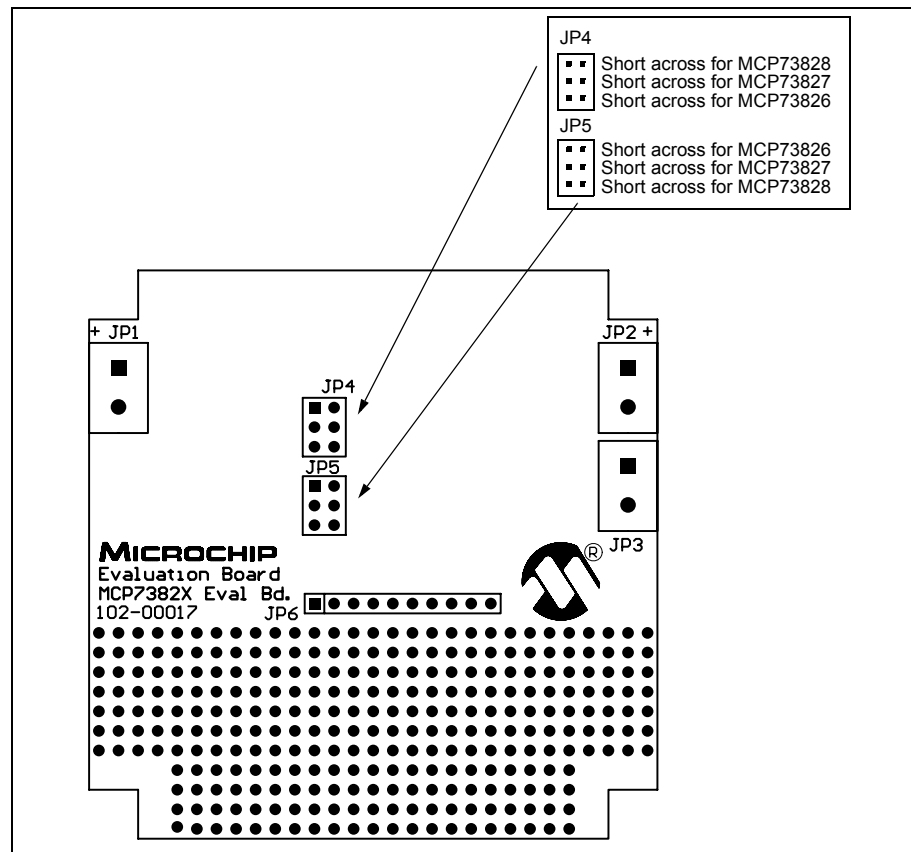 JP4
Short across for MCP73828
Short across for MCP73827
Short across for MCP73826
JP5
Short across for MCP73826
Short across for MCP73827
Short across for MCP73828
+ JP1
JP2 +
JP4
JP5
JP3
MICROCHIP
®
Evaluation Board
MCP7382X Eval Bd.
102-00017
JP6